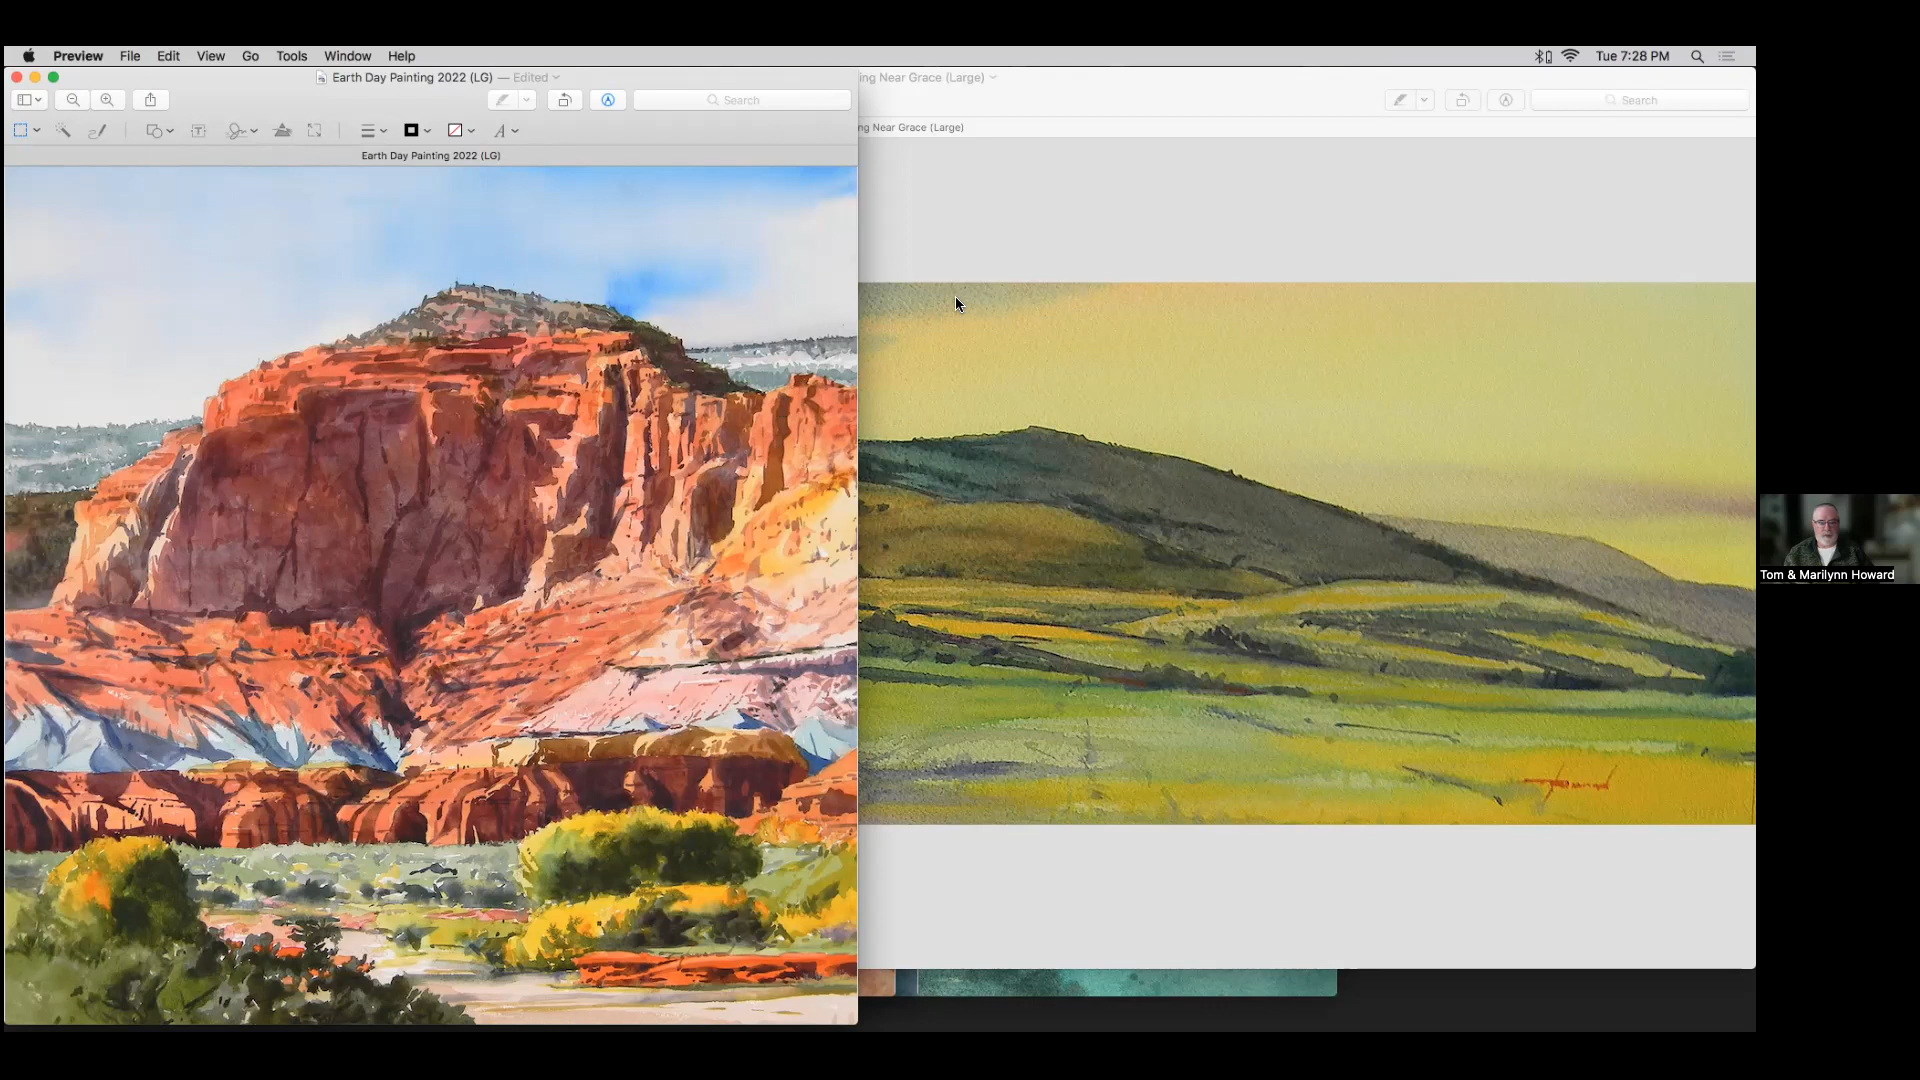 Preview File Edit View Go Tools Window Help Tue 7:28 PM
Earth Day Painting 2022 (LG) — Edited
ing Near Grace (Large)
Search
Search
ng Near Grace (Large)
Earth Day Painting 2022 (LG)
Tom & Marilynn Howard